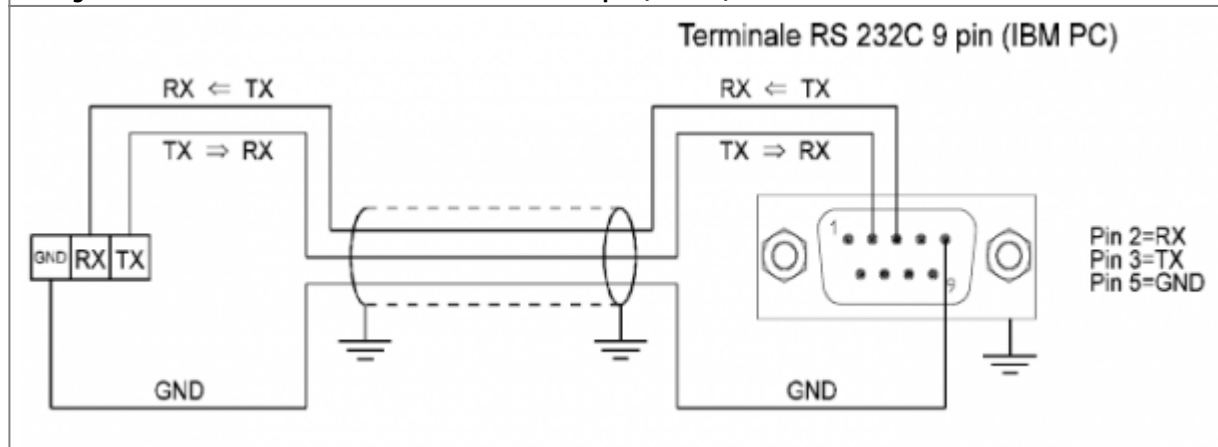 Terminale RS 232C 9 pin (IBM PC)
RX ⇐ TX
TX ⇒ RX
RX ⇐ TX
TX ⇒ RX
GND RX TX
1
9
Pin 2=RX
Pin 3=TX
Pin 5=GND
GND
GND